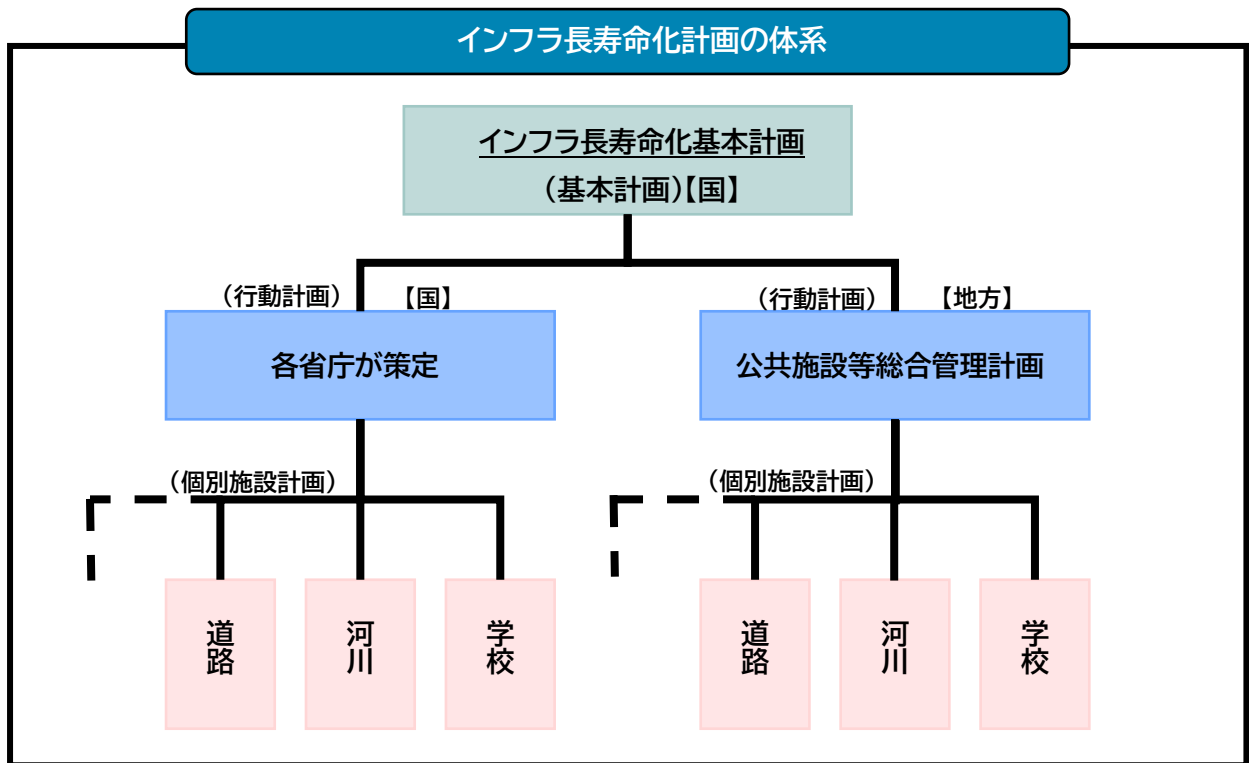 インフラ長寿命化計画の体系
インフラ長寿命化基本計画
（基本計画）【国】
（行動計画） 【国】
（行動計画） 【地方】
各省庁が策定
公共施設等総合管理計画
（個別施設計画）
（個別施設計画）
道路
河川
学校
道路
河川
学校